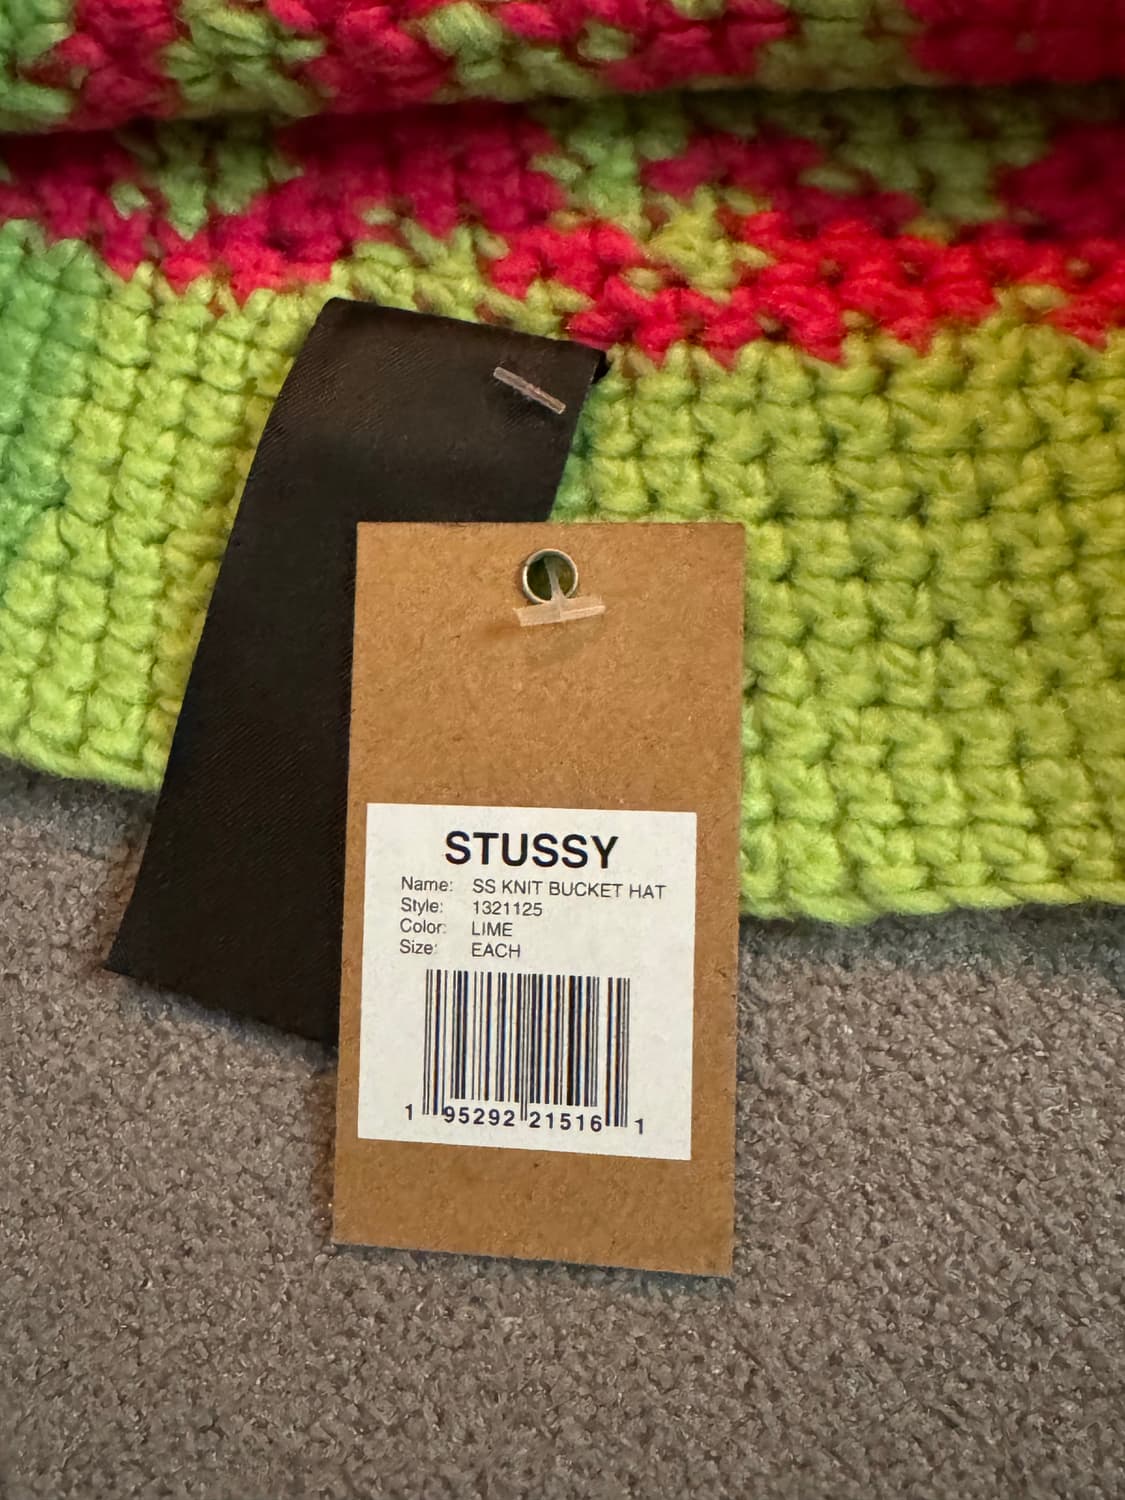 STUSSY
Name: SS KNIT BUCKET HAT
Style: 1321125
Color: LIME
Size: EACH
1 95292 21516 1